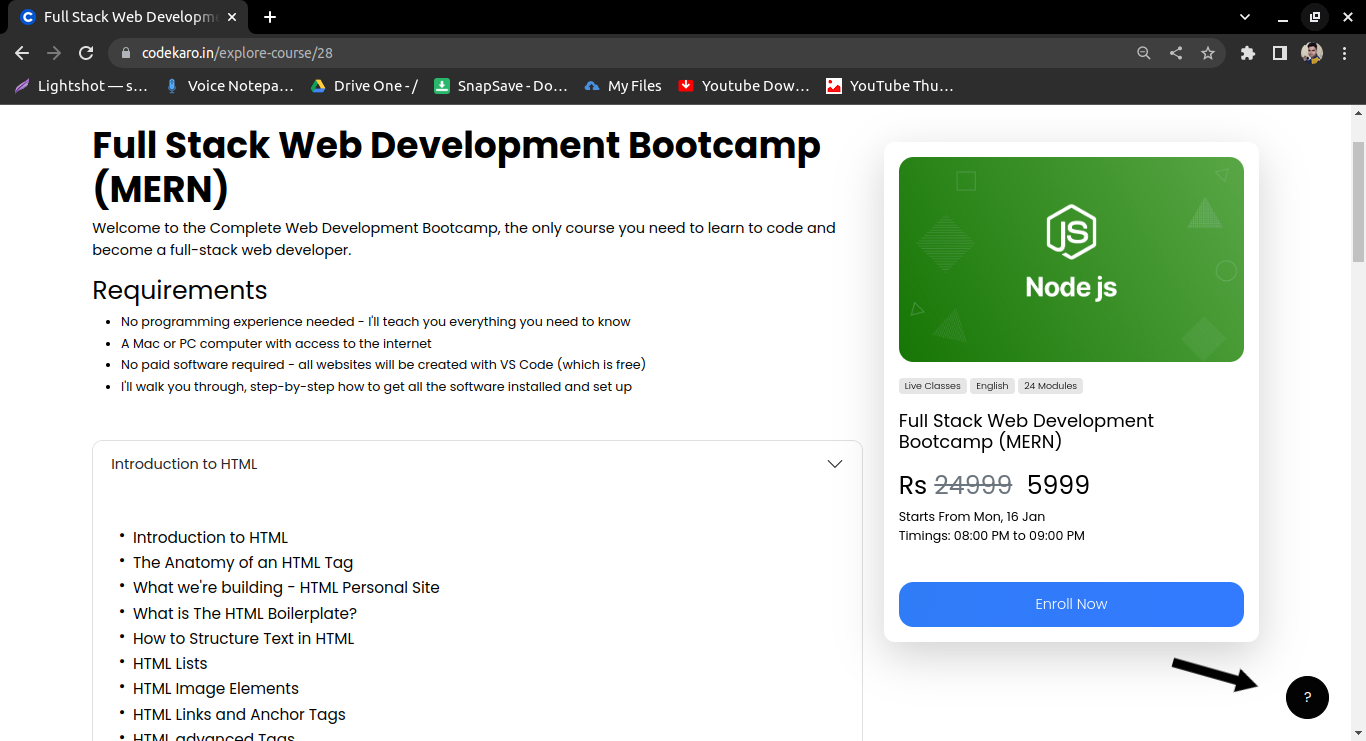 Full Stack Web Developme
codekaro.in/explore-course/28
Lightshot — s...
Voice Notepa...
Drive One - /
SnapSave - Do...
My Files
Youtube Dow...
YouTube Thu...
Full Stack Web Development Bootcamp
(MERN)
Welcome to the Complete Web Development Bootcamp, the only course you need to learn to code and
become a full-stack web developer.
Requirements
• No programming experience needed - I'll teach you everything you need to know
• A Mac or PC computer with access to the internet
• No paid software required - all websites will be created with VS Code (which is free)
• I'll walk you through, step-by-step how to get all the software installed and set up
Introduction to HTML
• Introduction to HTML
• The Anatomy of an HTML Tag
• What we're building - HTML Personal Site
• What is The HTML Boilerplate?
• How to Structure Text in HTML
• HTML Lists
• HTML Image Elements
• HTML Links and Anchor Tags
HTML advanced Tags
JS
Node js
Live Classes
English
24 Modules
Full Stack Web Development
Bootcamp (MERN)
Rs 24999 5999
Starts From Mon, 16 Jan
Timings: 08:00 PM to 09:00 PM
Enroll Now
?